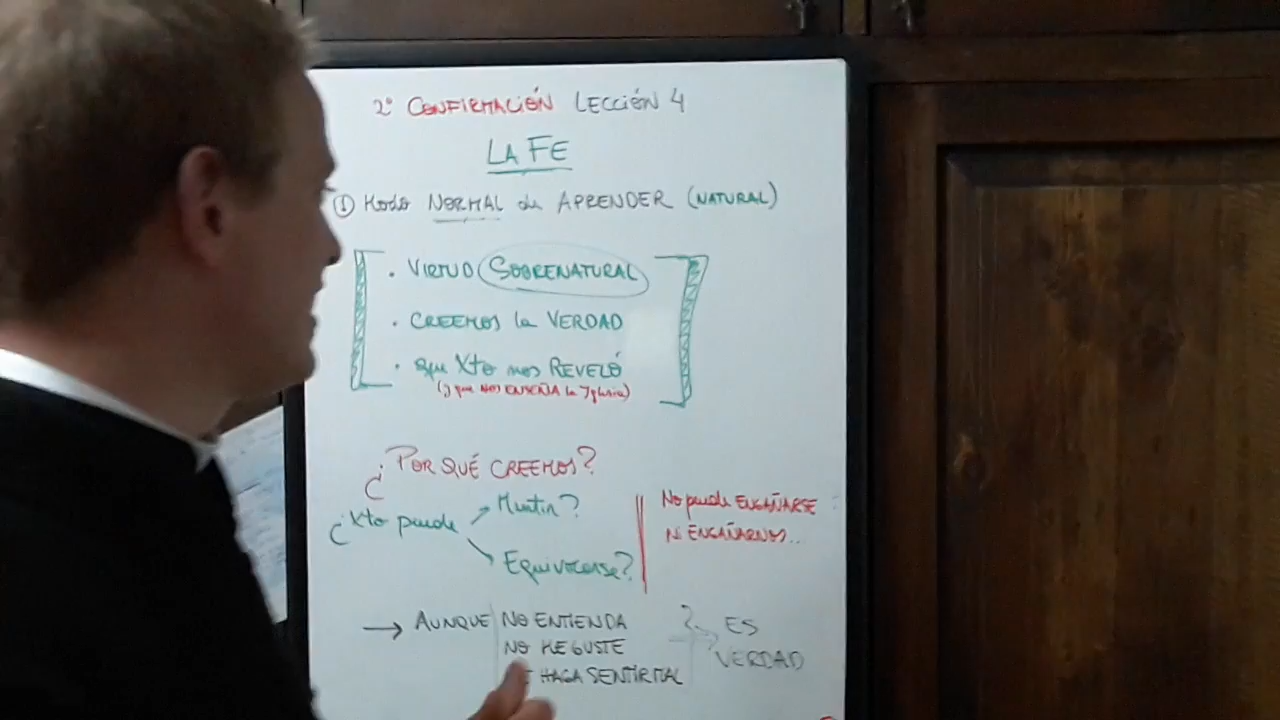 2º CONFIRMACIÓN LECCIÓN 4
LA FE
① Modo NORMAL de APRENDER (NATURAL)
• VIRTUD SOBRENATURAL
• CREEMOS la VERDAD
• que Xto nos REVELÓ
(y que NOS ENSEÑA la Yglesia)
¿POR QUÉ CREEMOS?
¿Xto puede
Mentir?
Equivocarse?
No puede ENGAÑARSE
NI ENGAÑARNOS...
→ AUNQUE
NO ENTIENDA
NO ME GUSTE
HAGA SENTIR MAL
ES
VERDAD